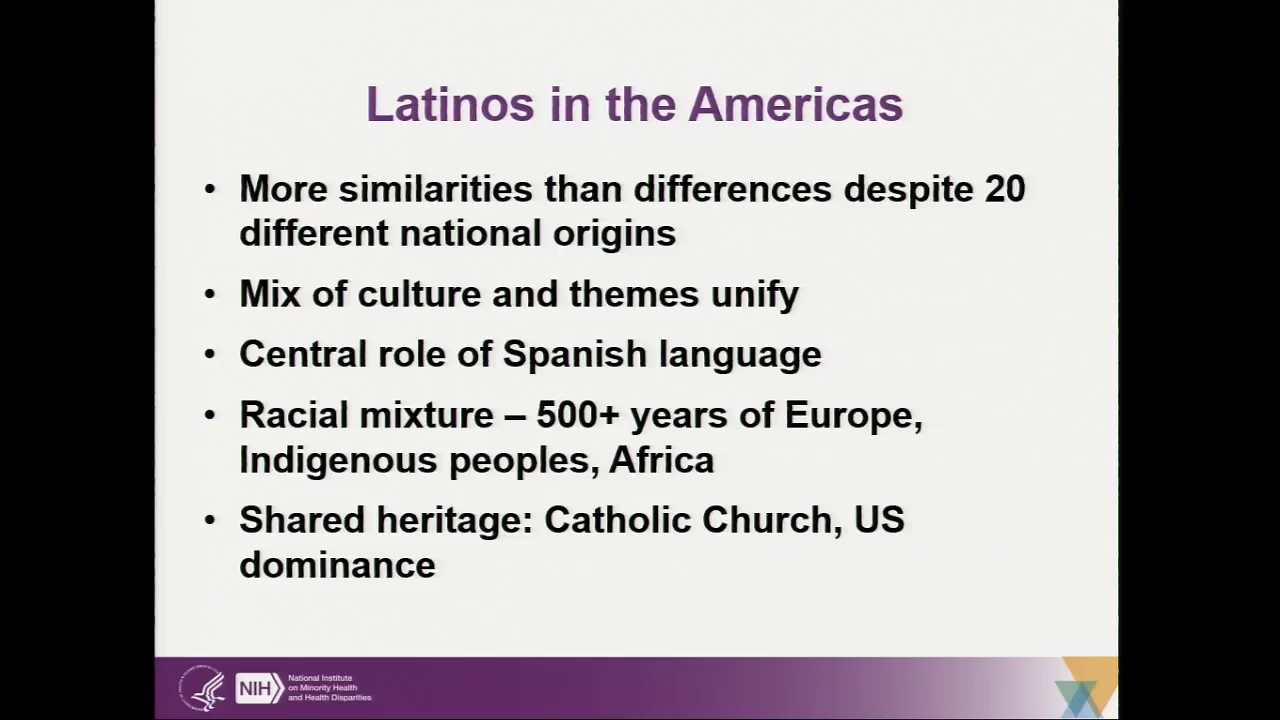 Latinos in the Americas
• More similarities than differences despite 20
different national origins
• Mix of culture and themes unify
• Central role of Spanish language
• Racial mixture – 500+ years of Europe,
Indigenous peoples, Africa
• Shared heritage: Catholic Church, US
dominance
NIH
National Institute
on Minority Health
and Health Disparities